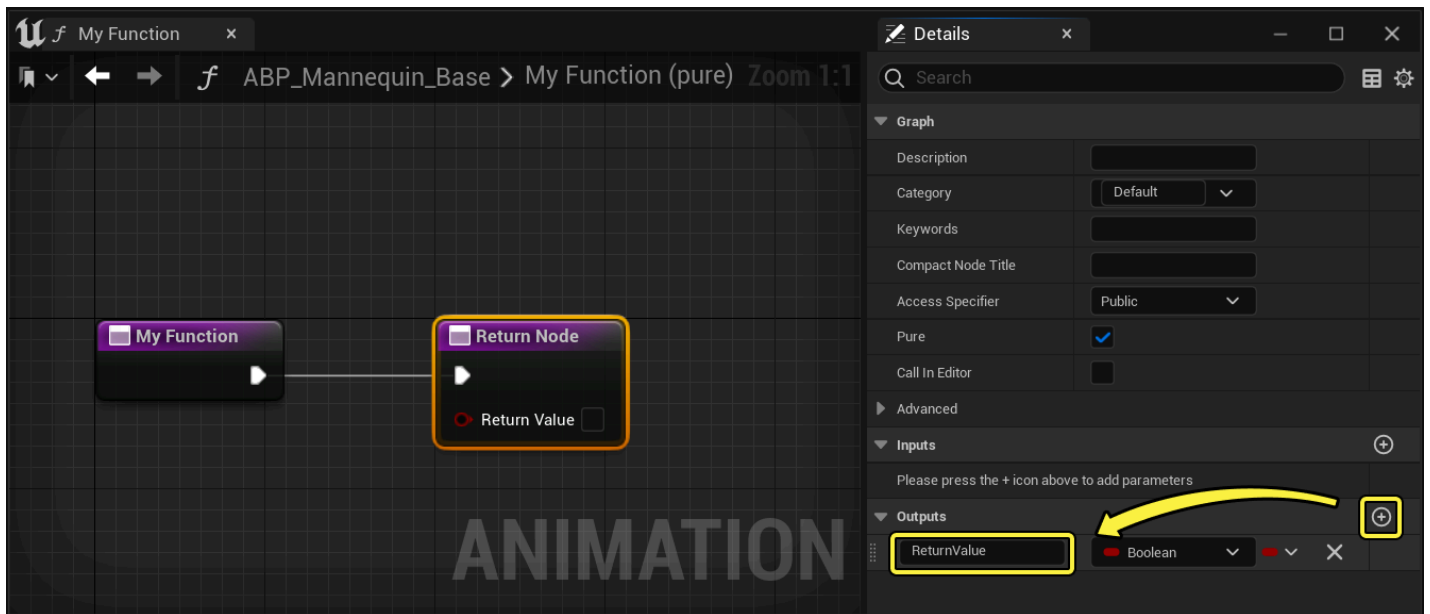 My Function
ABP_Mannequin_Base > My Function (pure) Zoom 1:1
My Function
Return Node
Return Value
ANIMATION
Details
Search
Graph
Description
Category Default
Keywords
Compact Node Title
Access Specifier Public
Pure
Call In Editor
Advanced
Inputs
Please press the + icon above to add parameters
Outputs
ReturnValue Boolean